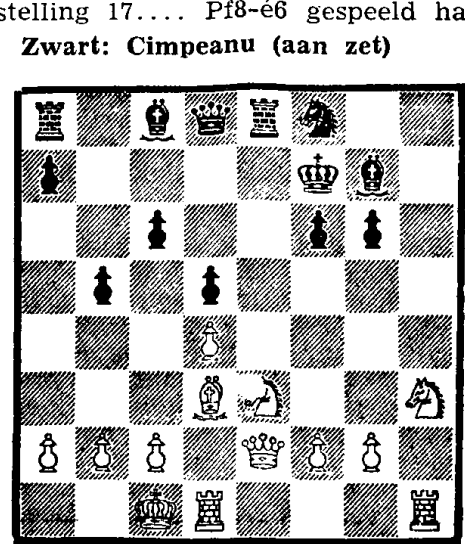 stelling 17.... Pf8-é6 gespeeld ha
Zwart: Cimpeanu (aan zet)